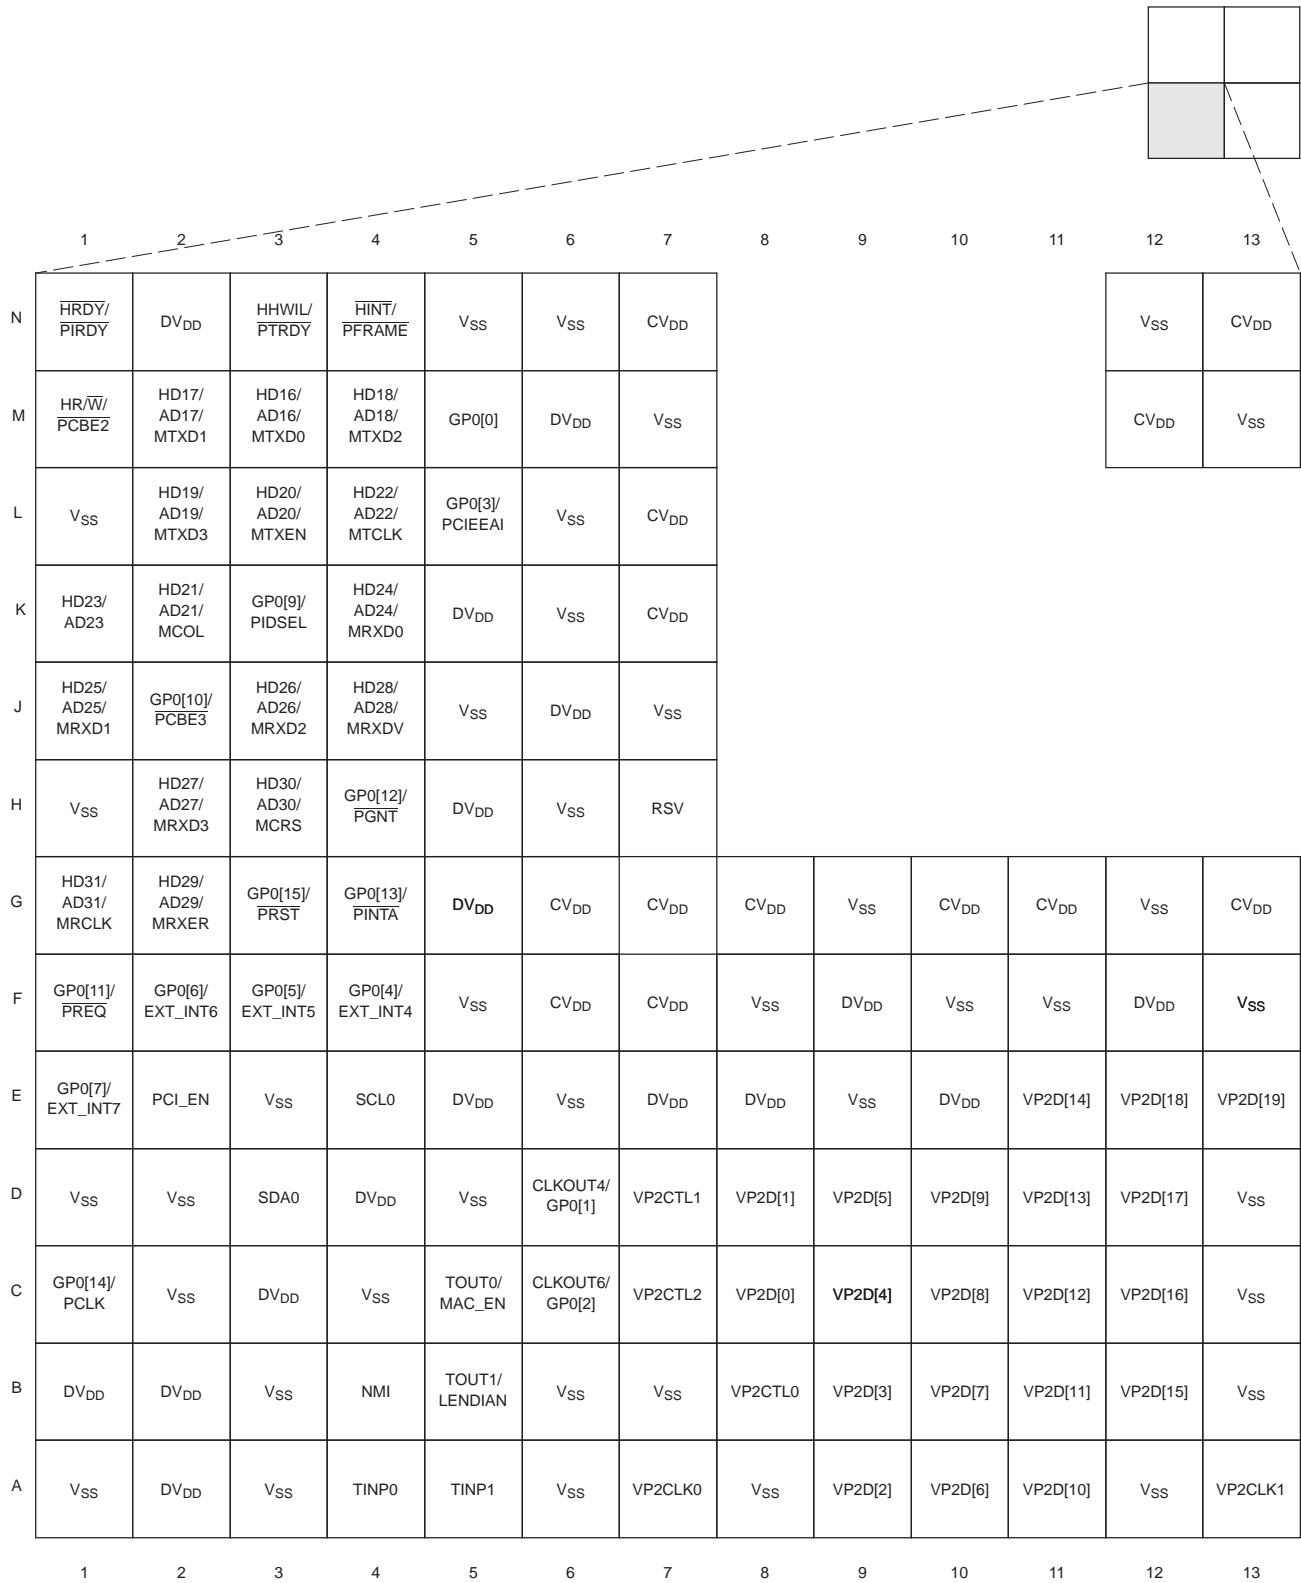 1 2 3 4 5 6 7 8 9 10 11 12 13
N HRDY/ PIRDY DVDD HHWIL/ PTRDY HINT/ PFRAME VSS VSS CVDD VSS CVDD
M HR/W/ PCBE2 HD17/ AD17/ MTXD1 HD16/ AD16/ MTXD0 HD18/ AD18/ MTXD2 GP0[0] DVDD VSS CVDD VSS
L VSS HD19/ AD19/ MTXD3 HD20/ AD20/ MTXEN HD22/ AD22/ MTCLK GP0[3]/ PCIEEAI VSS CVDD
K HD23/ AD23 HD21/ AD21/ MCOL GP0[9]/ PIDSEL HD24/ AD24/ MRXD0 DVDD VSS CVDD
J HD25/ AD25/ MRXD1 GP0[10]/ PCBE3 HD26/ AD26/ MRXD2 HD28/ AD28/ MRXDV VSS DVDD VSS
H VSS HD27/ AD27/ MRXD3 HD30/ AD30/ MCRS GP0[12]/ PGNT DVDD VSS RSV
G HD31/ AD31/ MRCLK HD29/ AD29/ MRXER GP0[15]/ PRST GP0[13]/ PINTA DVDD CVDD CVDD CVDD VSS CVDD CVDD VSS CVDD
F GP0[11]/ PREQ GP0[6]/ EXT_INT6 GP0[5]/ EXT_INT5 GP0[4]/ EXT_INT4 VSS CVDD CVDD VSS DVDD VSS VSS DVDD VSS
E GP0[7]/ EXT_INT7 PCI_EN VSS SCL0 DVDD VSS DVDD DVDD VSS DVDD VP2D[14] VP2D[18] VP2D[19]
D VSS VSS SDA0 DVDD VSS CLKOUT4/ GP0[1] VP2CTL1 VP2D[1] VP2D[5] VP2D[9] VP2D[13] VP2D[17] VSS
C GP0[14]/ PCLK VSS DVDD VSS TOUT0/ MAC_EN CLKOUT6/ GP0[2] VP2CTL2 VP2D[0] VP2D[4] VP2D[8] VP2D[12] VP2D[16] VSS
B DVDD DVDD VSS NMI TOUT1/ LENDIAN VSS VSS VP2CTL0 VP2D[3] VP2D[7] VP2D[11] VP2D[15] VSS
A VSS DVDD VSS TINP0 TINP1 VSS VP2CLK0 VSS VP2D[2] VP2D[6] VP2D[10] VSS VP2CLK1
1 2 3 4 5 6 7 8 9 10 11 12 13